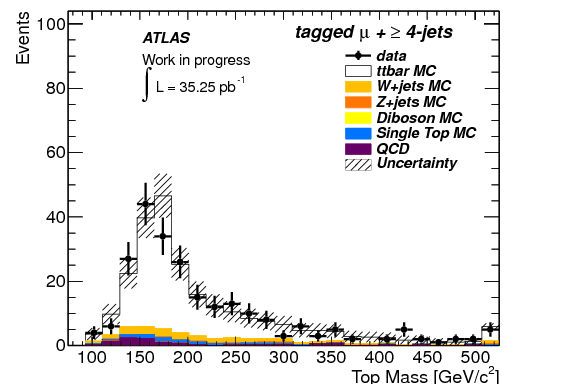 Events
100
80
60
40
20
0
ATLAS
Work in progress
∫ L = 35.25 pb⁻¹
tagged μ + ≥ 4-jets
data
ttbar MC
W+jets MC
Z+jets MC
Diboson MC
Single Top MC
QCD
Uncertainty
100 150 200 250 300 350 400 450 500
Top Mass [GeV/c²]